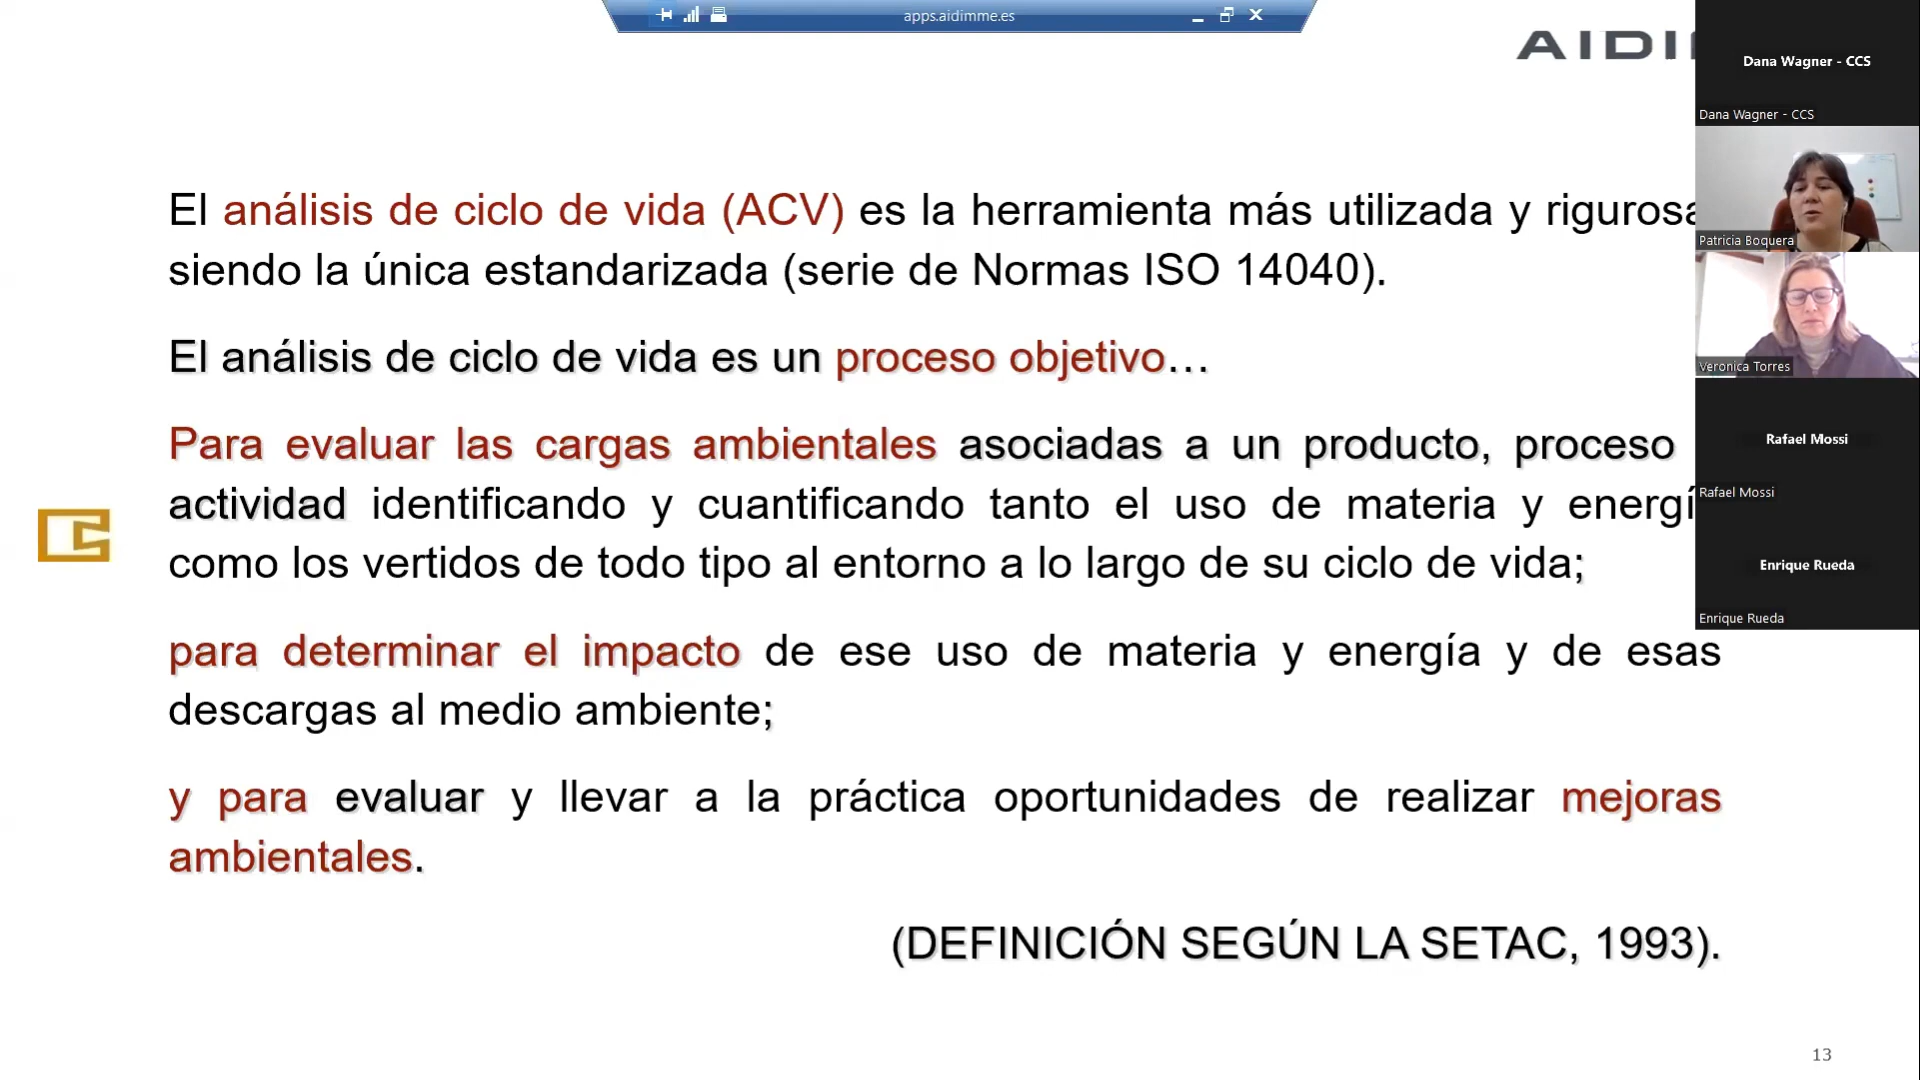 apps.aidimme.es
AIDI
El análisis de ciclo de vida (ACV) es la herramienta más utilizada y rigurosa
siendo la única estandarizada (serie de Normas ISO 14040).
El análisis de ciclo de vida es un proceso objetivo...
Para evaluar las cargas ambientales asociadas a un producto, proceso
actividad identificando y cuantificando tanto el uso de materia y energí
como los vertidos de todo tipo al entorno a lo largo de su ciclo de vida;
para determinar el impacto de ese uso de materia y energía y de esas
descargas al medio ambiente;
y para evaluar y llevar a la práctica oportunidades de realizar mejoras
ambientales.
(DEFINICIÓN SEGÚN LA SETAC, 1993).
13
Dana Wagner - CCS
Dana Wagner - CCS
Patricia Boquera
Veronica Torres
Rafael Mossi
Rafael Mossi
Enrique Rueda
Enrique Rueda